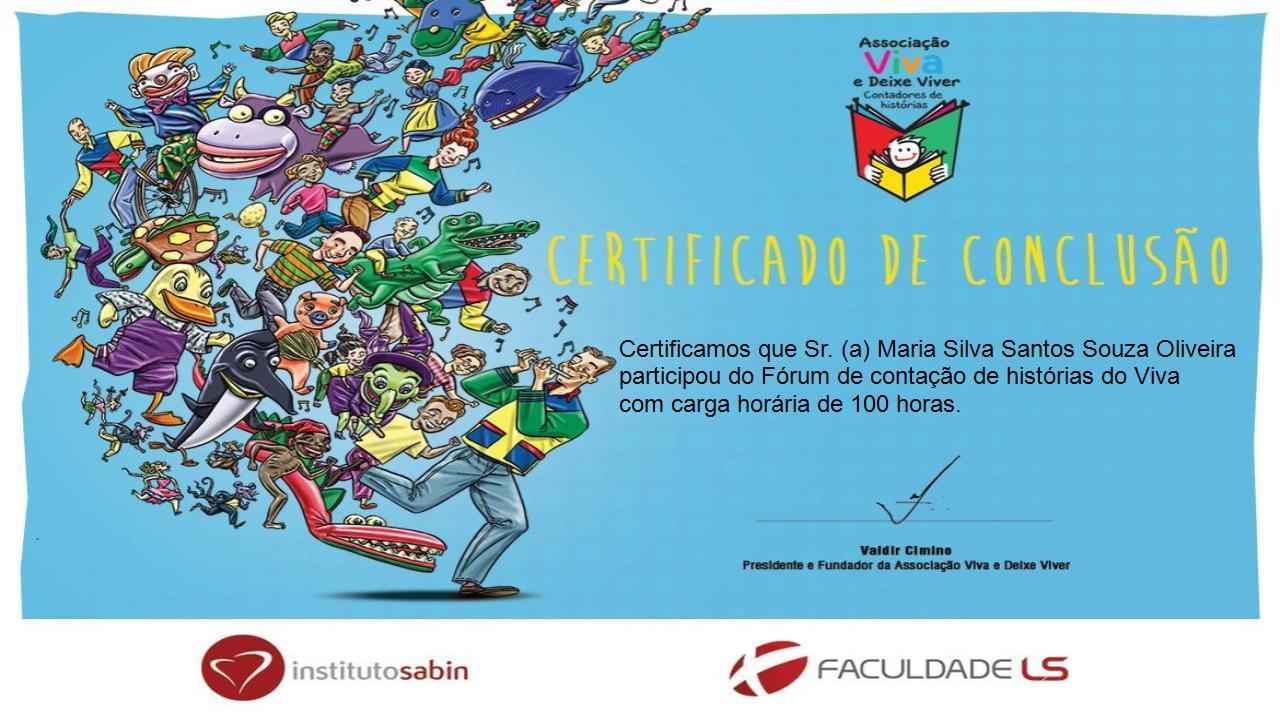 Associação
Viva
e Deixe Viver
Contadores de
histórias
CERTIFICADO DE CONCLUSÃO
Certificamos que Sr. (a) Maria Silva Santos Souza Oliveira
participou do Fórum de contação de histórias do Viva
com carga horária de 100 horas.
Valdir Cimino
Presidente e Fundador da Associação Viva e Deixe Viver
institutosabin
FACULDADE LS